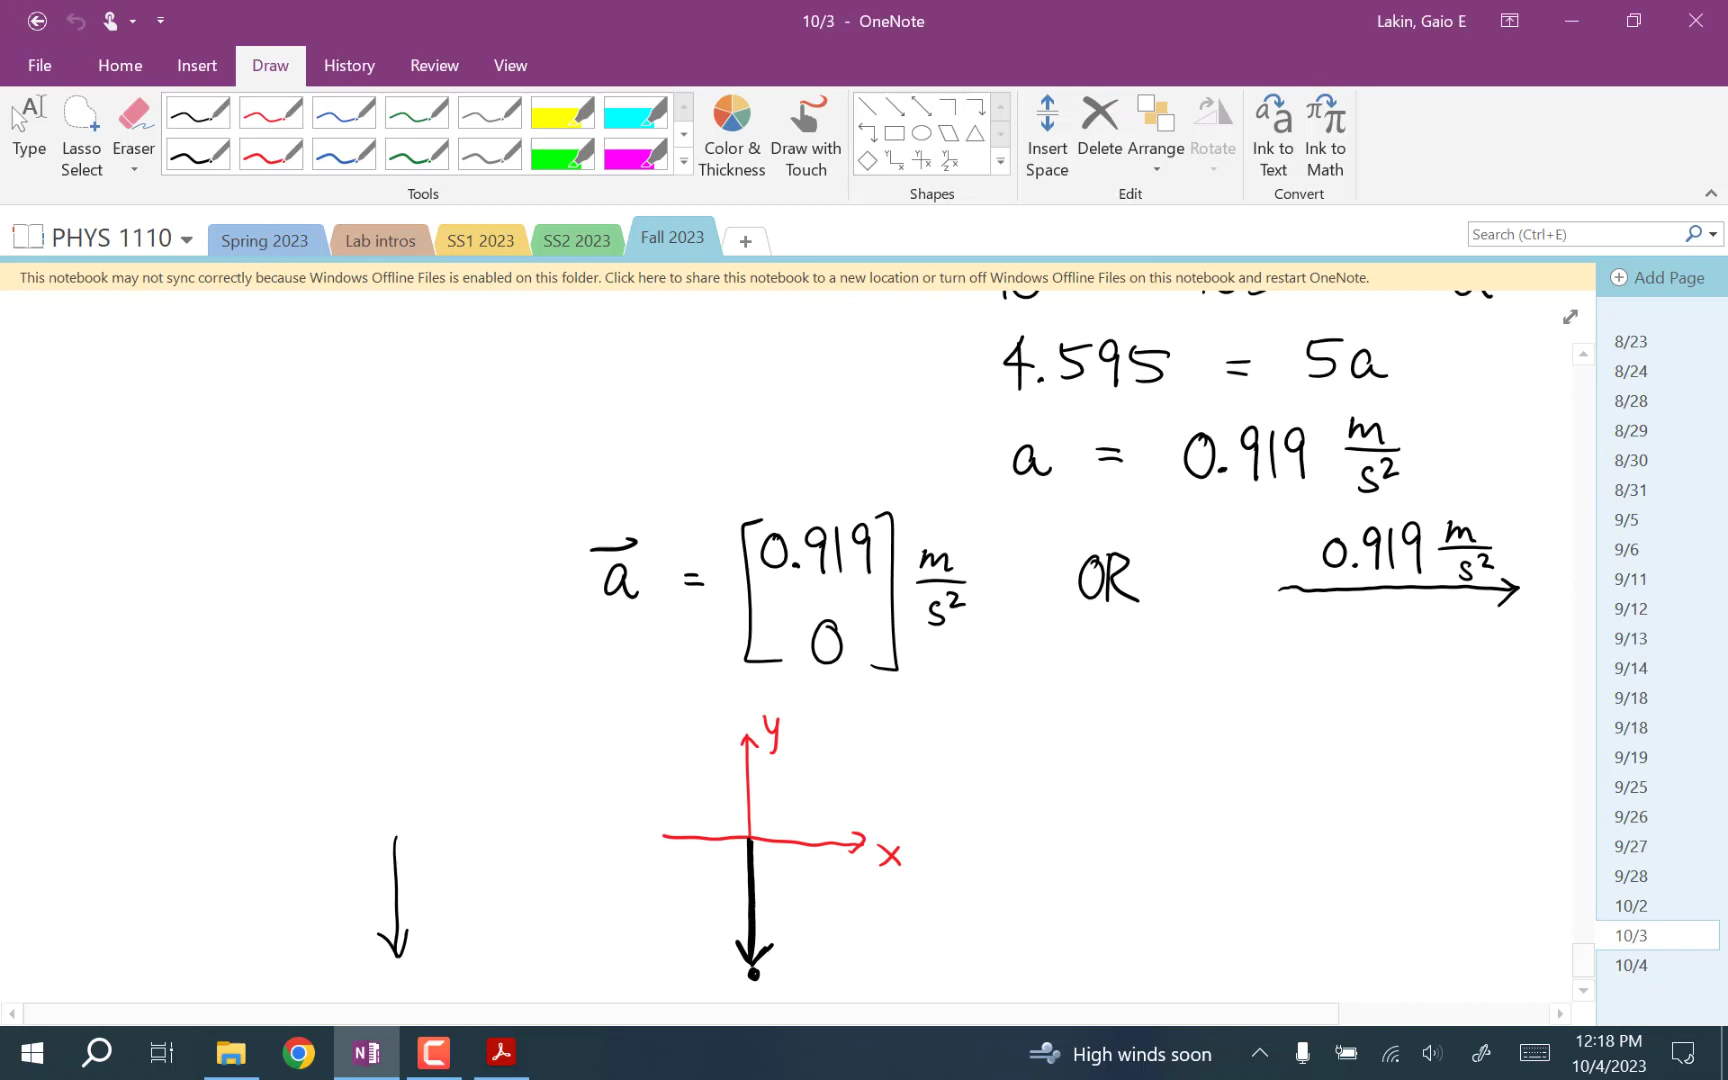 10/3 - OneNote
Lakin, Gaio E
File Home Insert Draw History Review View
Type
Lasso Select
Eraser
Color & Thickness
Draw with Touch
Insert Space
Delete
Arrange
Rotate
Ink to Text
Ink to Math
Tools Shapes Edit Convert
PHYS 1110
Spring 2023 Lab intros SS1 2023 SS2 2023 Fall 2023
Search (Ctrl+E)
This notebook may not sync correctly because Windows Offline Files is enabled on this folder. Click here to share this notebook to a new location or turn off Windows Offline Files on this notebook and restart OneNote.
Add Page
8/23
8/24
8/28
8/29
8/30
8/31
9/5
9/6
9/11
9/12
9/13
9/14
9/18
9/18
9/19
9/25
9/26
9/27
9/28
10/2
10/3
10/4
4.595 = 5a
a = 0.919 m/s²
a⃗ = [0.919 0] m/s² OR 0.919 m/s²
y
x
High winds soon
12:18 PM
10/4/2023